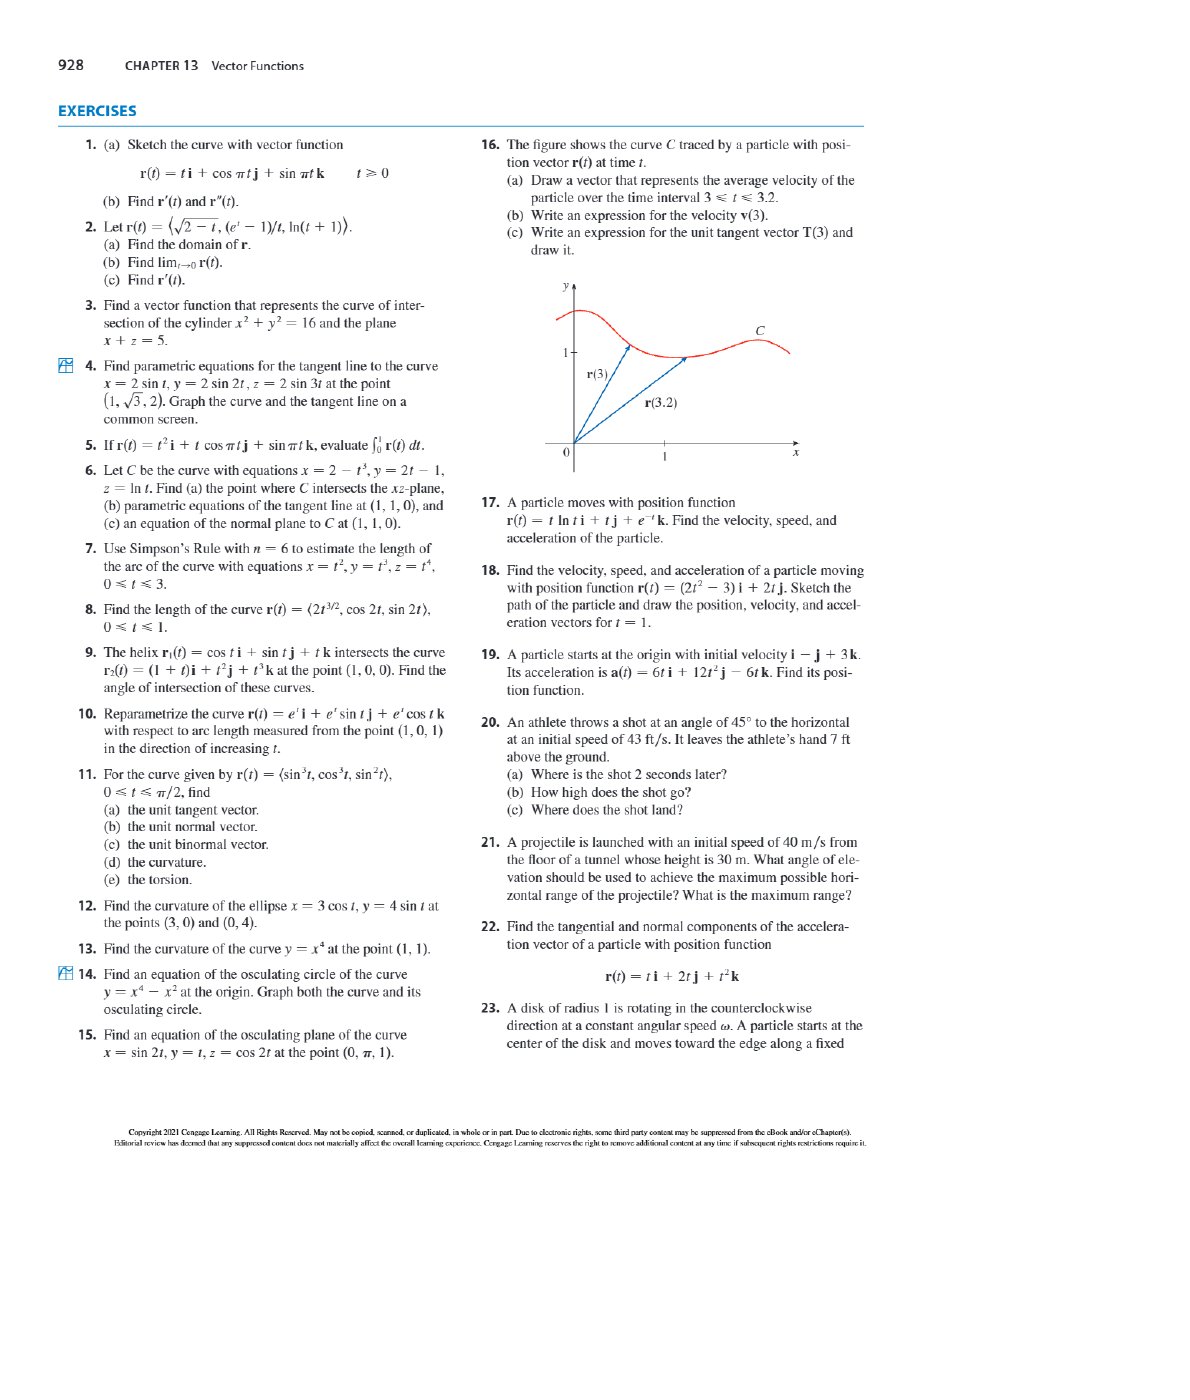 928 CHAPTER 13 Vector Functions
EXERCISES
1. (a) Sketch the curve with vector function
r(t) = t i + cos πt j + sin πt k t ⩾ 0
(b) Find r′(t) and r″(t).
2. Let r(t) = ⟨√(2 − t), (eᵗ − 1)/t, ln(t + 1)⟩.
(a) Find the domain of r.
(b) Find limₜ→₀ r(t).
(c) Find r′(t).
3. Find a vector function that represents the curve of inter-
section of the cylinder x² + y² = 16 and the plane
x + z = 5.
4. Find parametric equations for the tangent line to the curve
x = 2 sin t, y = 2 sin 2t, z = 2 sin 3t at the point
(1, √3, 2). Graph the curve and the tangent line on a
common screen.
5. If r(t) = t² i + t cos πt j + sin πt k, evaluate ∫₀¹ r(t) dt.
6. Let C be the curve with equations x = 2 − t³, y = 2t − 1,
z = ln t. Find (a) the point where C intersects the xz-plane,
(b) parametric equations of the tangent line at (1, 1, 0), and
(c) an equation of the normal plane to C at (1, 1, 0).
7. Use Simpson's Rule with n = 6 to estimate the length of
the arc of the curve with equations x = t², y = t³, z = t⁴,
0 ⩽ t ⩽ 3.
8. Find the length of the curve r(t) = ⟨2t³ᐟ², cos 2t, sin 2t⟩,
0 ⩽ t ⩽ 1.
9. The helix r₁(t) = cos t i + sin t j + t k intersects the curve
r₂(t) = (1 + t)i + t² j + t³ k at the point (1, 0, 0). Find the
angle of intersection of these curves.
10. Reparametrize the curve r(t) = eᵗ i + eᵗ sin t j + eᵗ cos t k
with respect to arc length measured from the point (1, 0, 1)
in the direction of increasing t.
11. For the curve given by r(t) = ⟨sin³t, cos³t, sin²t⟩,
0 ⩽ t ⩽ π/2, find
(a) the unit tangent vector.
(b) the unit normal vector.
(c) the unit binormal vector.
(d) the curvature.
(e) the torsion.
12. Find the curvature of the ellipse x = 3 cos t, y = 4 sin t at
the points (3, 0) and (0, 4).
13. Find the curvature of the curve y = x⁴ at the point (1, 1).
14. Find an equation of the osculating circle of the curve
y = x⁴ − x² at the origin. Graph both the curve and its
osculating circle.
15. Find an equation of the osculating plane of the curve
x = sin 2t, y = t, z = cos 2t at the point (0, π, 1).
16. The figure shows the curve C traced by a particle with posi-
tion vector r(t) at time t.
(a) Draw a vector that represents the average velocity of the
particle over the time interval 3 ⩽ t ⩽ 3.2.
(b) Write an expression for the velocity v(3).
(c) Write an expression for the unit tangent vector T(3) and
draw it.
y
C
1
r(3)
r(3.2)
0
1
x
17. A particle moves with position function
r(t) = t ln t i + t j + e⁻ᵗ k. Find the velocity, speed, and
acceleration of the particle.
18. Find the velocity, speed, and acceleration of a particle moving
with position function r(t) = (2t² − 3) i + 2t j. Sketch the
path of the particle and draw the position, velocity, and accel-
eration vectors for t = 1.
19. A particle starts at the origin with initial velocity i − j + 3k.
Its acceleration is a(t) = 6t i + 12t² j − 6t k. Find its posi-
tion function.
20. An athlete throws a shot at an angle of 45° to the horizontal
at an initial speed of 43 ft/s. It leaves the athlete's hand 7 ft
above the ground.
(a) Where is the shot 2 seconds later?
(b) How high does the shot go?
(c) Where does the shot land?
21. A projectile is launched with an initial speed of 40 m/s from
the floor of a tunnel whose height is 30 m. What angle of ele-
vation should be used to achieve the maximum possible hori-
zontal range of the projectile? What is the maximum range?
22. Find the tangential and normal components of the accelera-
tion vector of a particle with position function
r(t) = t i + 2t j + t² k
23. A disk of radius 1 is rotating in the counterclockwise
direction at a constant angular speed ω. A particle starts at the
center of the disk and moves toward the edge along a fixed
Copyright 2021 Cengage Learning. All Rights Reserved. May not be copied, scanned, or duplicated, in whole or in part. Due to electronic rights, some third party content may be suppressed from the eBook and/or eChapter(s).
Editorial review has deemed that any suppressed content does not materially affect the overall learning experience. Cengage Learning reserves the right to remove additional content at any time if subsequent rights restrictions require it.